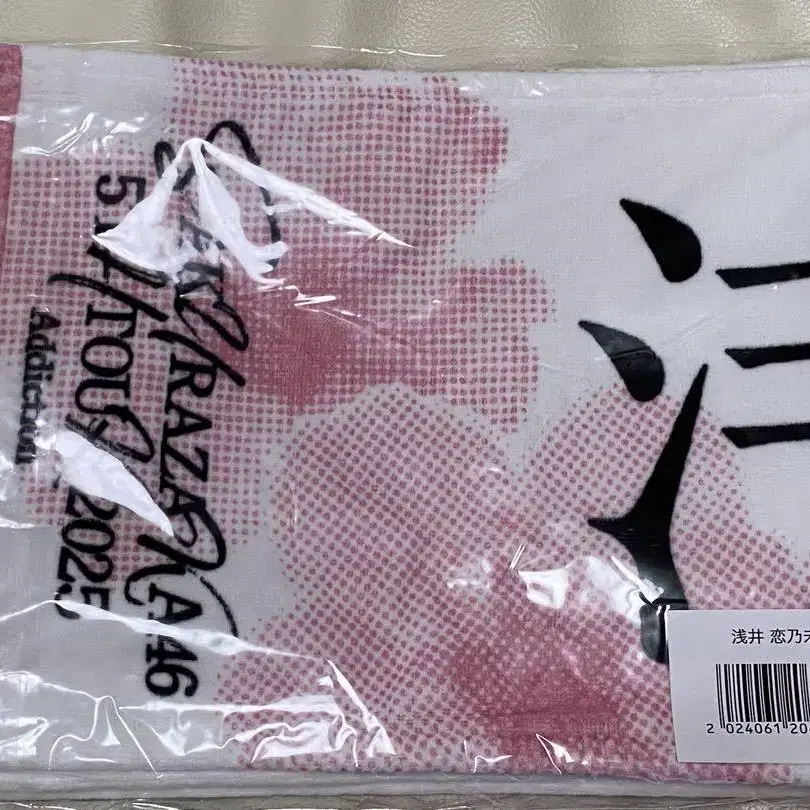 SAKURAZAKA46
5TH TOUR 2025
Addiction
浅井 恋乃未
2 024061 20